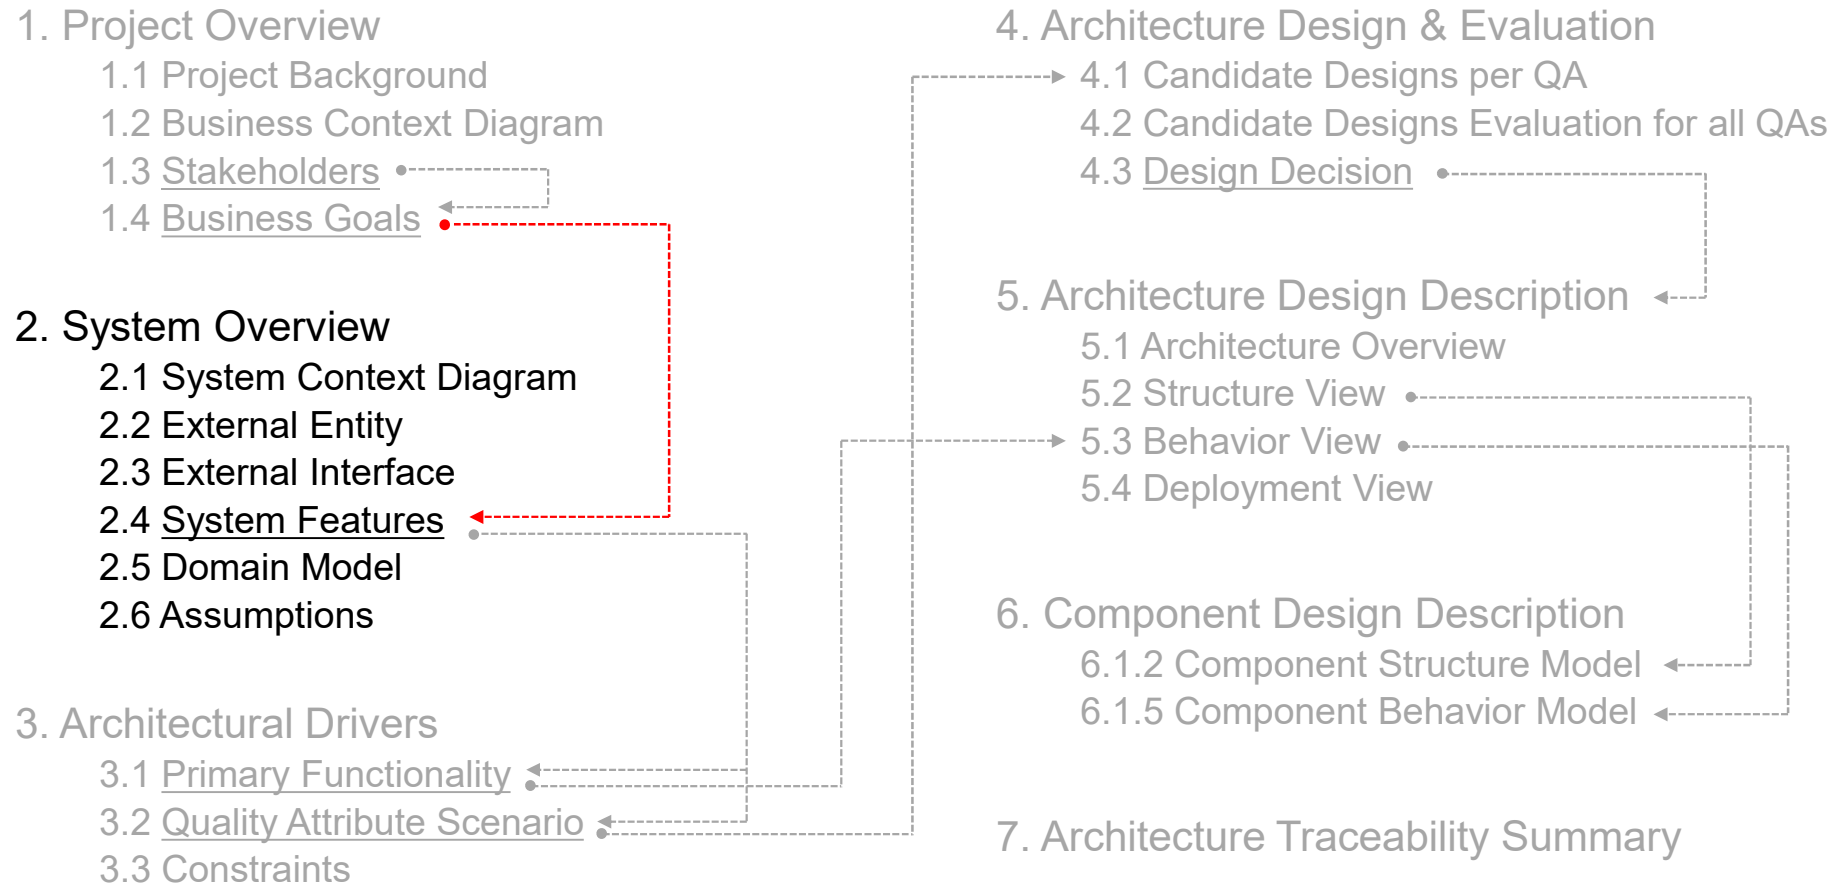 1. Project Overview
1.1 Project Background
1.2 Business Context Diagram
1.3 Stakeholders
1.4 Business Goals
2. System Overview
2.1 System Context Diagram
2.2 External Entity
2.3 External Interface
2.4 System Features
2.5 Domain Model
2.6 Assumptions
3. Architectural Drivers
3.1 Primary Functionality
3.2 Quality Attribute Scenario
3.3 Constraints
4. Architecture Design & Evaluation
4.1 Candidate Designs per QA
4.2 Candidate Designs Evaluation for all QAs
4.3 Design Decision
5. Architecture Design Description
5.1 Architecture Overview
5.2 Structure View
5.3 Behavior View
5.4 Deployment View
6. Component Design Description
6.1.2 Component Structure Model
6.1.5 Component Behavior Model
7. Architecture Traceability Summary